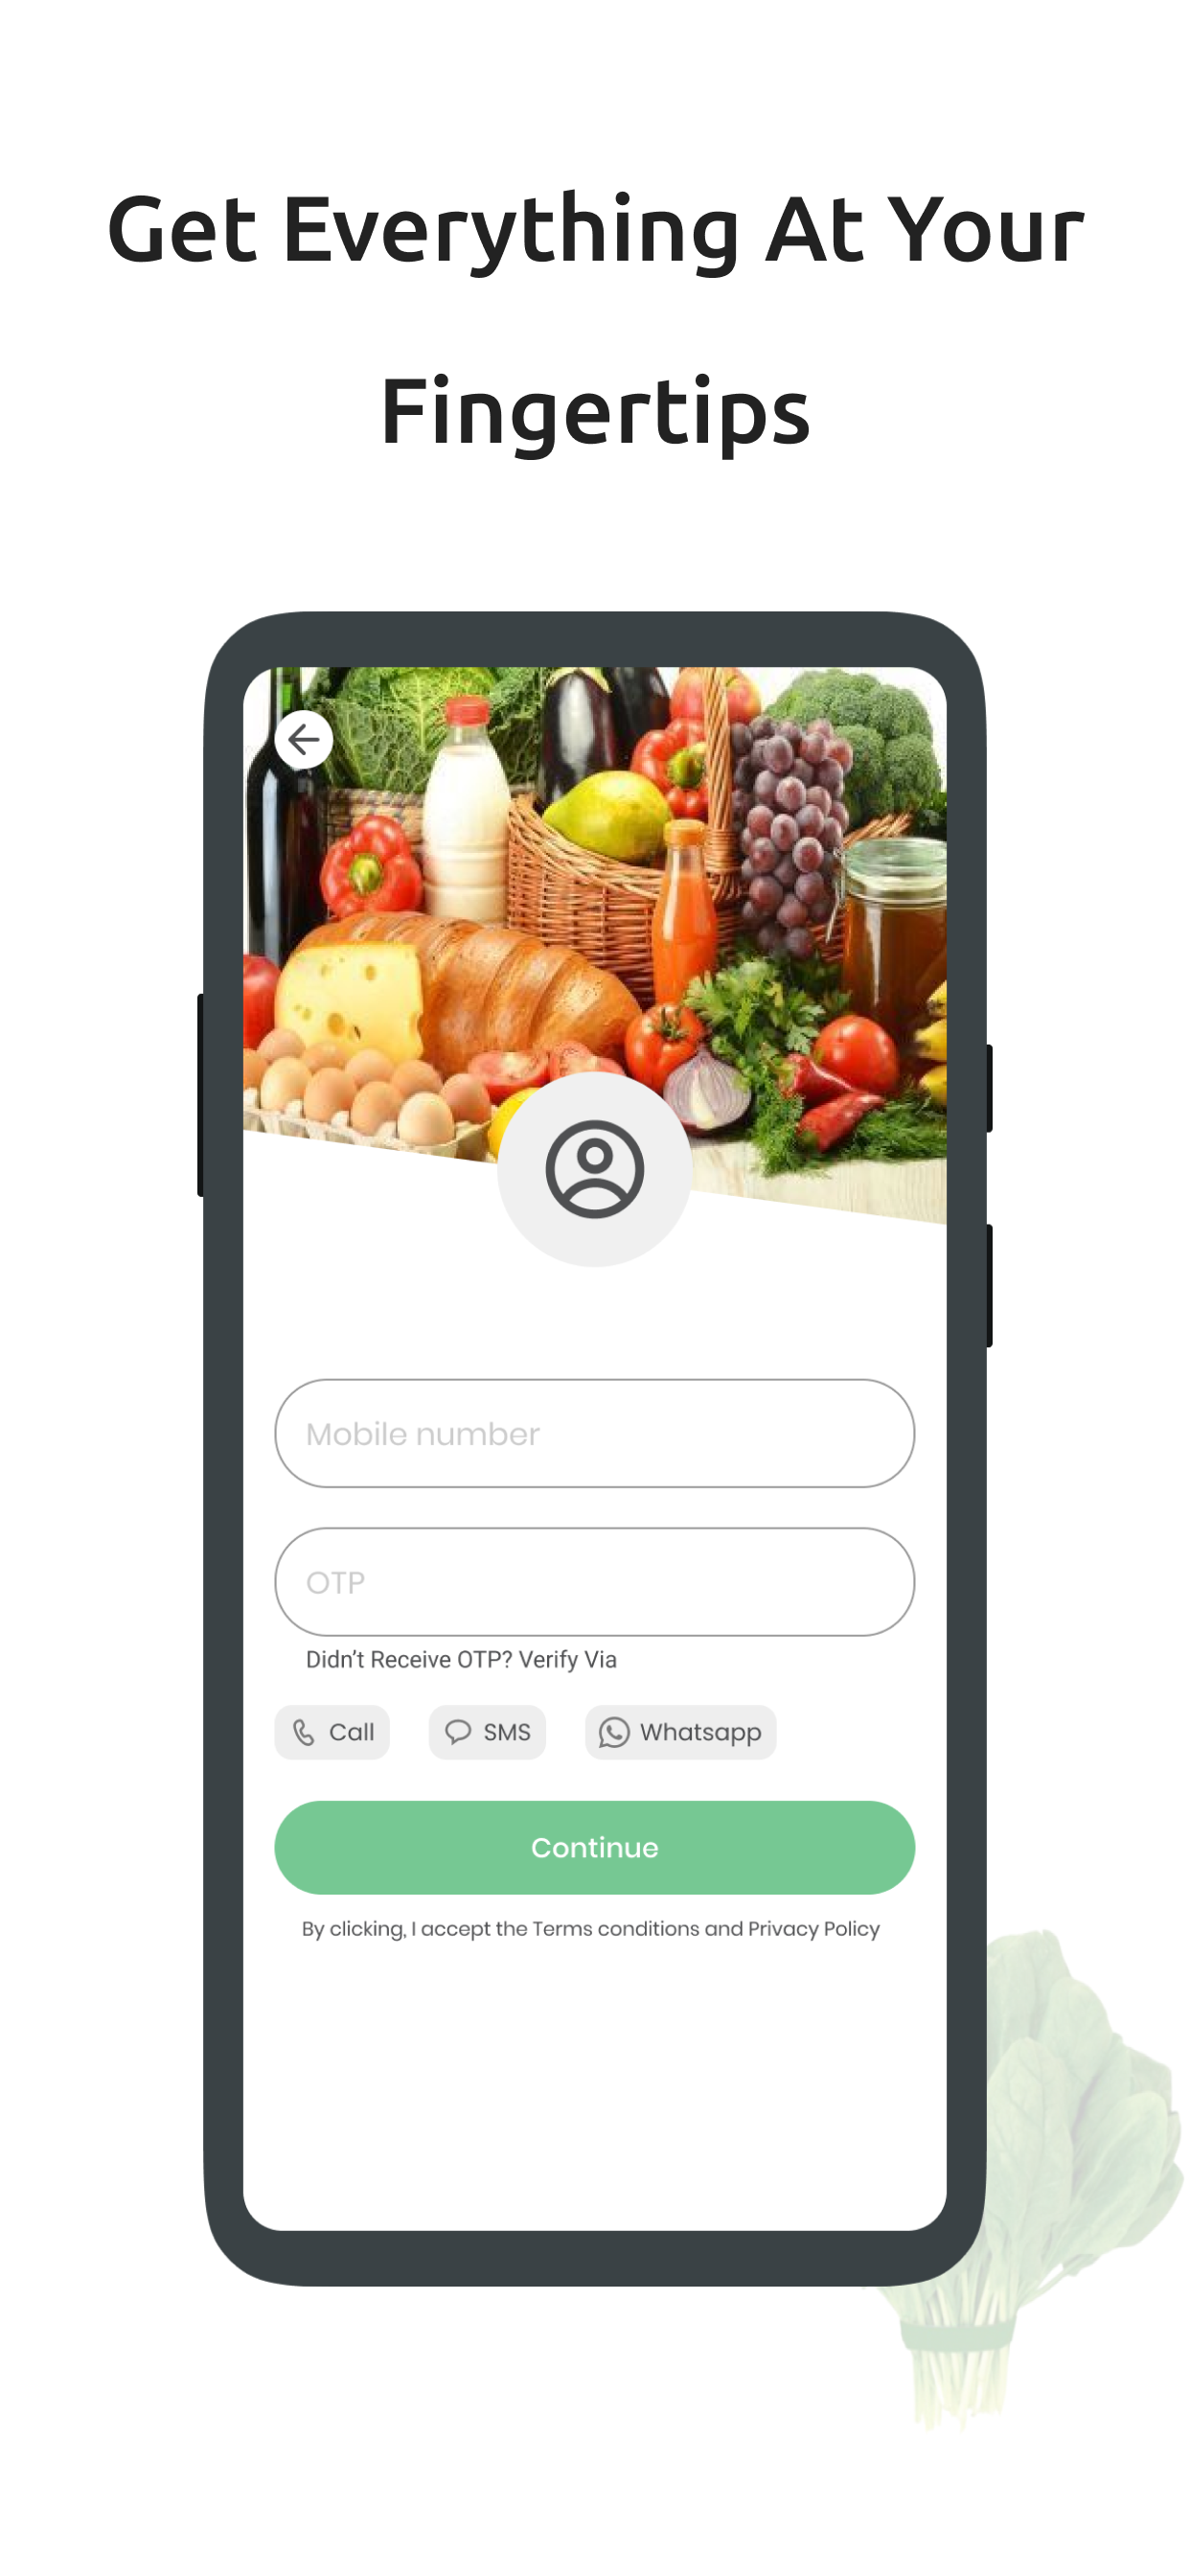 Get Everything At Your
Fingertips
Mobile number
OTP
Didn't Receive OTP? Verify Via
Call SMS Whatsapp
Continue
By clicking, I accept the Terms conditions and Privacy Policy